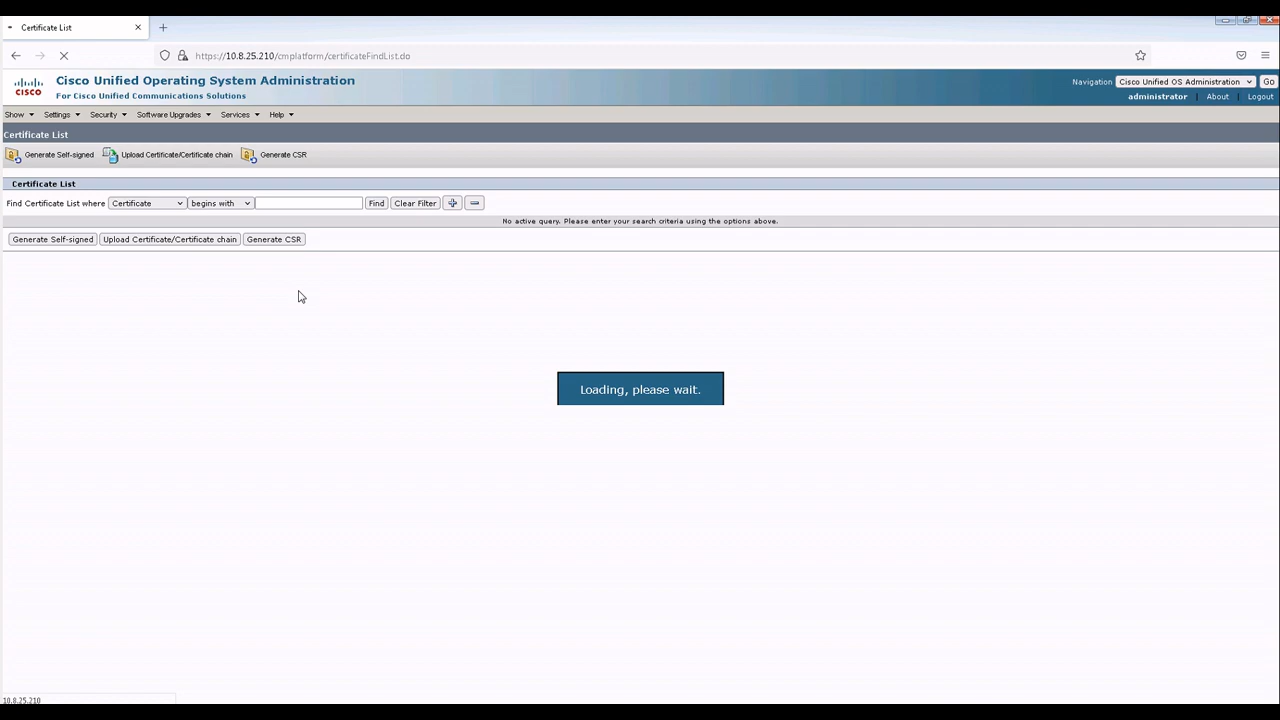 Certificate List
https://10.8.25.210/cmplatform/certificateFindList.do
CISCO
Cisco Unified Operating System Administration
For Cisco Unified Communications Solutions
Navigation Cisco Unified OS Administration Go
administrator | About | Logout
Show Settings Security Software Upgrades Services Help
Certificate List
Generate Self-signed Upload Certificate/Certificate chain Generate CSR
Certificate List
Find Certificate List where Certificate begins with Find Clear Filter
No active query. Please enter your search criteria using the options above.
Generate Self-signed Upload Certificate/Certificate chain Generate CSR
Loading, please wait.
10.8.25.210